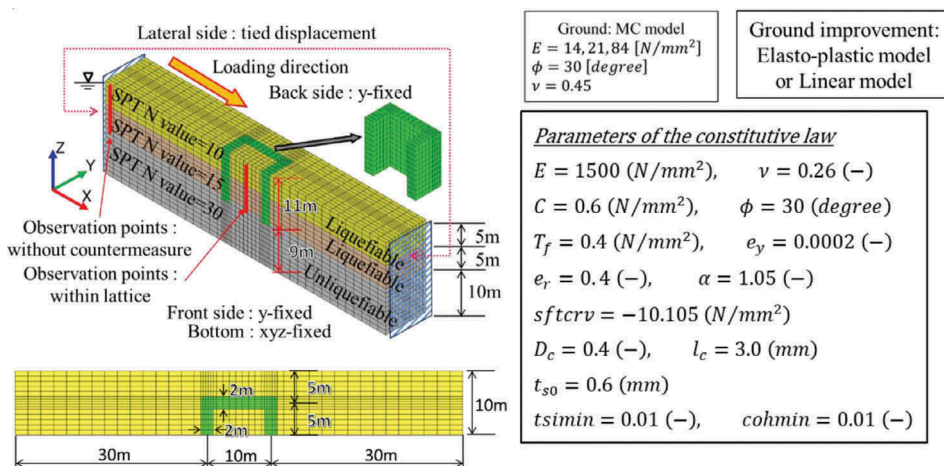 Lateral side : tied displacement
Loading direction
Back side : y-fixed
SPT N value=10
SPT N value=15
SPT N value=30
Z
Y
X
11m
9m
Liquefiable
Liquefiable
Unliquefiable
5m
5m
10m
Observation points :
without countermeasure
Observation points :
within lattice
Front side : y-fixed
Bottom : xyz-fixed
2m
5m
10m
2m
5m
30m
10m
30m
Ground: MC model
E = 14, 21, 84 [N/mm²]
ϕ = 30 [degree]
ν = 0.45
Ground improvement:
Elasto-plastic model
or Linear model
Parameters of the constitutive law
E = 1500 (N/mm²), ν = 0.26 (−)
C = 0.6 (N/mm²), ϕ = 30 (degree)
T_f = 0.4 (N/mm²), e_y = 0.0002 (−)
e_r = 0.4 (−), α = 1.05 (−)
sftcrv = −10.105 (N/mm²)
D_c = 0.4 (−), l_c = 3.0 (mm)
t_s0 = 0.6 (mm)
tsimin = 0.01 (−), cohmin = 0.01 (−)